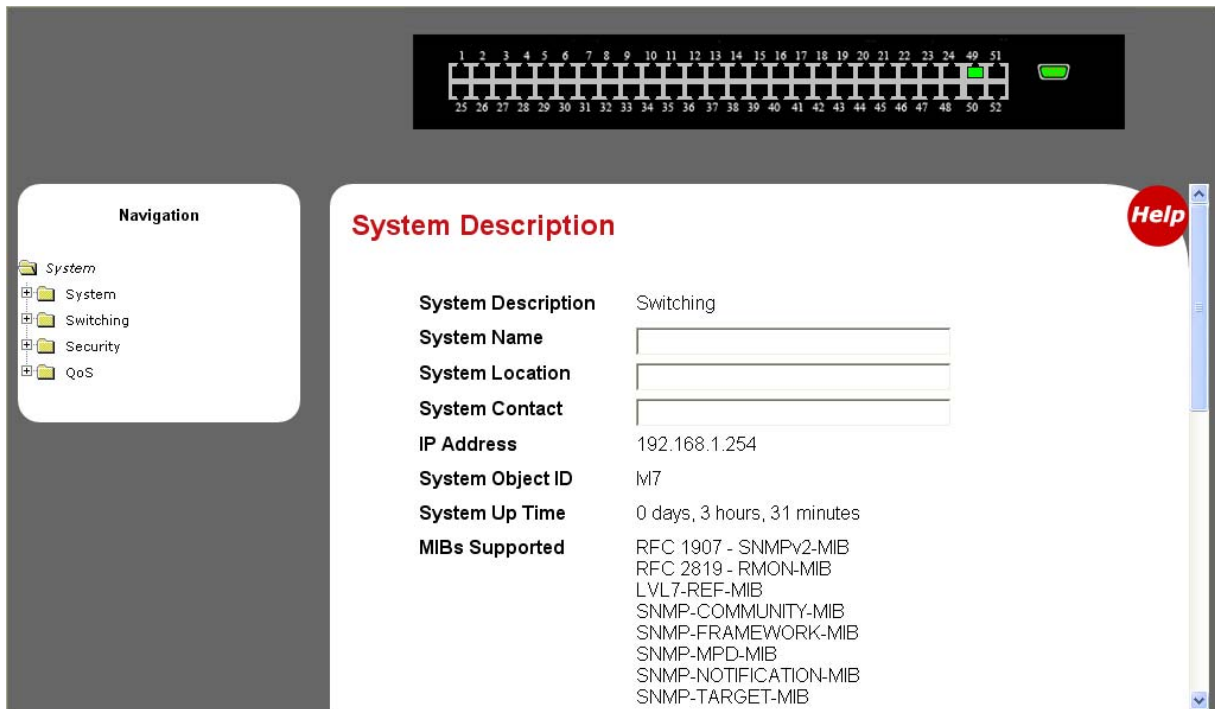 1 2 3 4 5 6 7 8 9 10 11 12 13 14 15 16 17 18 19 20 21 22 23 24 49 51
25 26 27 28 29 30 31 32 33 34 35 36 37 38 39 40 41 42 43 44 45 46 47 48 50 52
Navigation
System
System
Switching
Security
QoS
System Description
Help
System Description Switching
System Name
System Location
System Contact
IP Address 192.168.1.254
System Object ID lvl7
System Up Time 0 days, 3 hours, 31 minutes
MIBs Supported RFC 1907 - SNMPv2-MIB
RFC 2819 - RMON-MIB
LVL7-REF-MIB
SNMP-COMMUNITY-MIB
SNMP-FRAMEWORK-MIB
SNMP-MPD-MIB
SNMP-NOTIFICATION-MIB
SNMP-TARGET-MIB